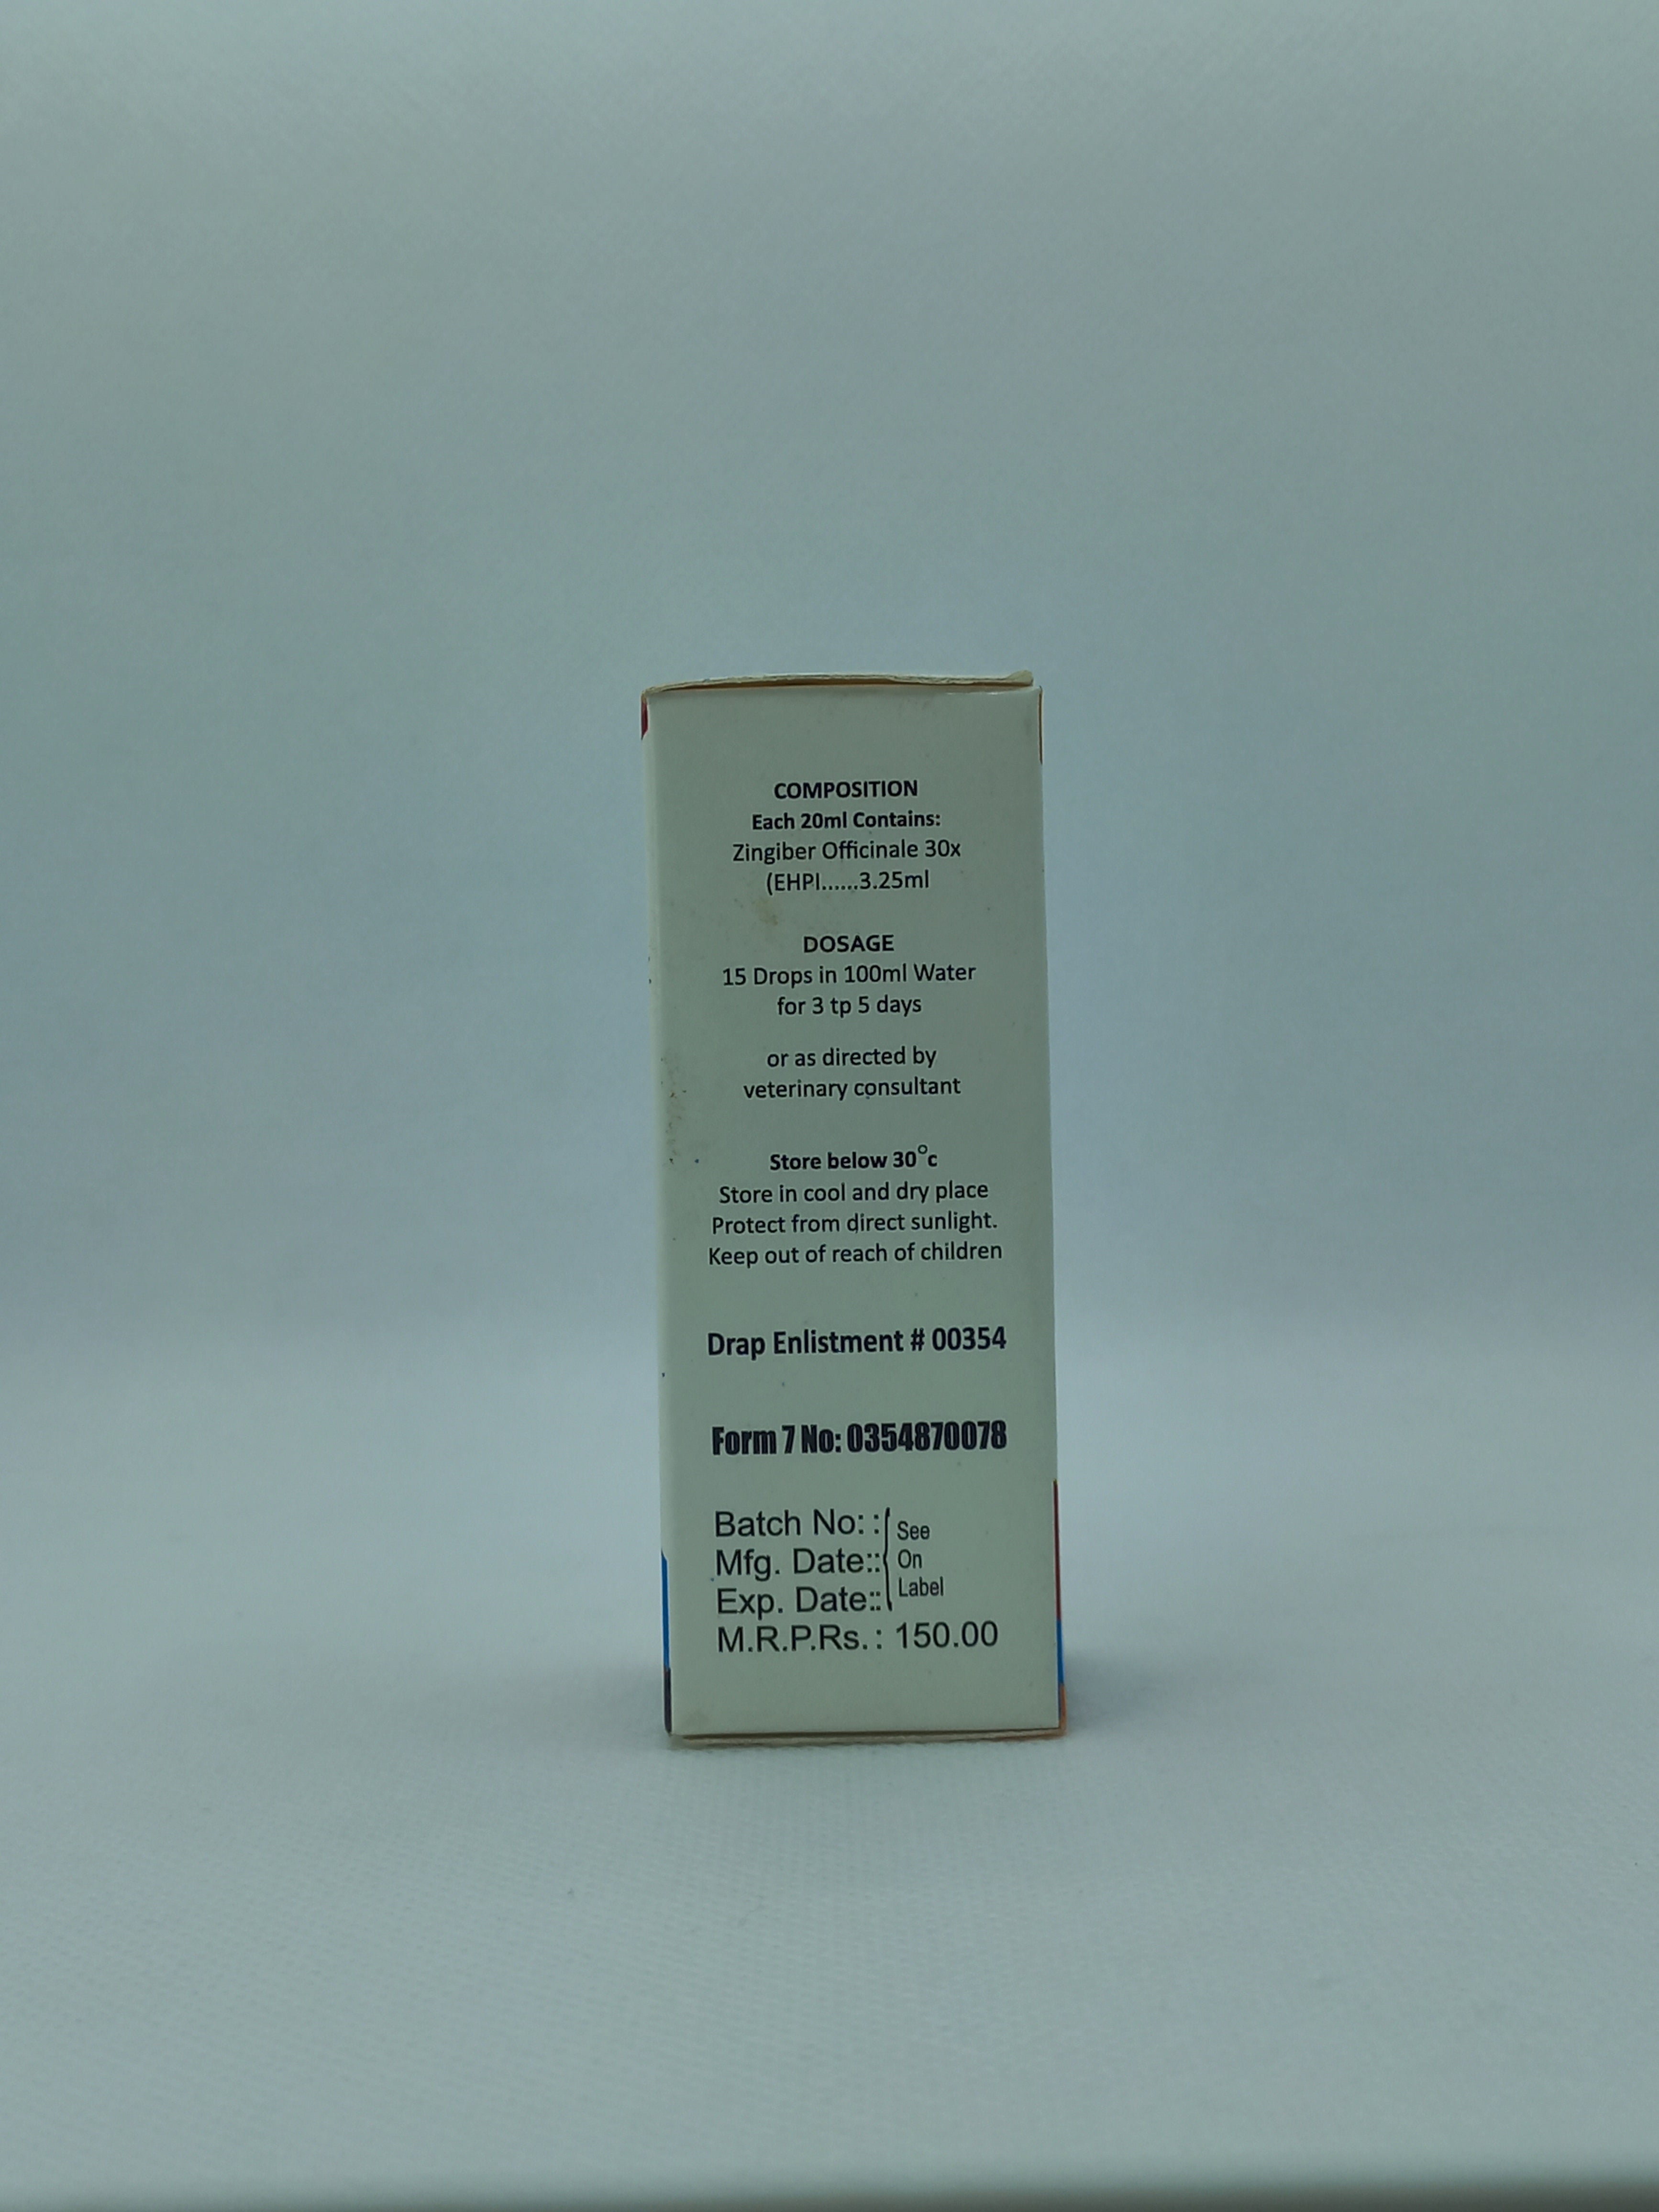 COMPOSITION
Each 20ml Contains:
Zingiber Officinale 30x
(EHPI......3.25ml
DOSAGE
15 Drops in 100ml Water
for 3 tp 5 days
or as directed by
veterinary consultant
Store below 30°c
Store in cool and dry place
Protect from direct sunlight.
Keep out of reach of children
Drap Enlistment # 00354
Form 7 No: 0354870078
Batch No: : See
Mfg. Date:: On
Exp. Date:: Label
M.R.P.Rs. : 150.00